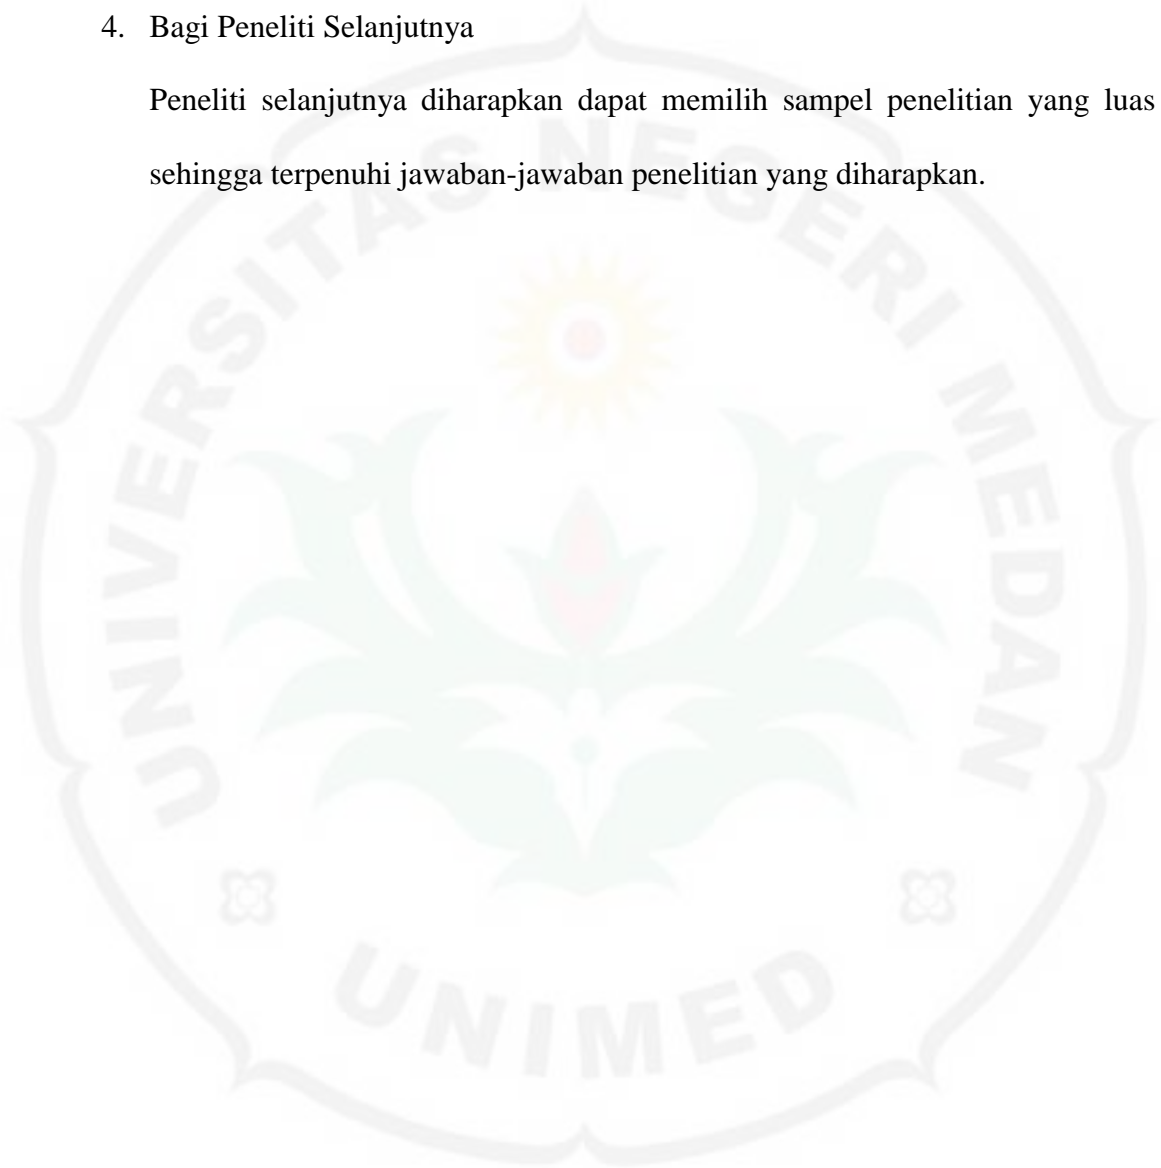 4. Bagi Peneliti Selanjutnya
Peneliti selanjutnya diharapkan dapat memilih sampel penelitian yang luas
sehingga terpenuhi jawaban-jawaban penelitian yang diharapkan.
UNIVERSITAS NEGERI MEDAN
UNIMED